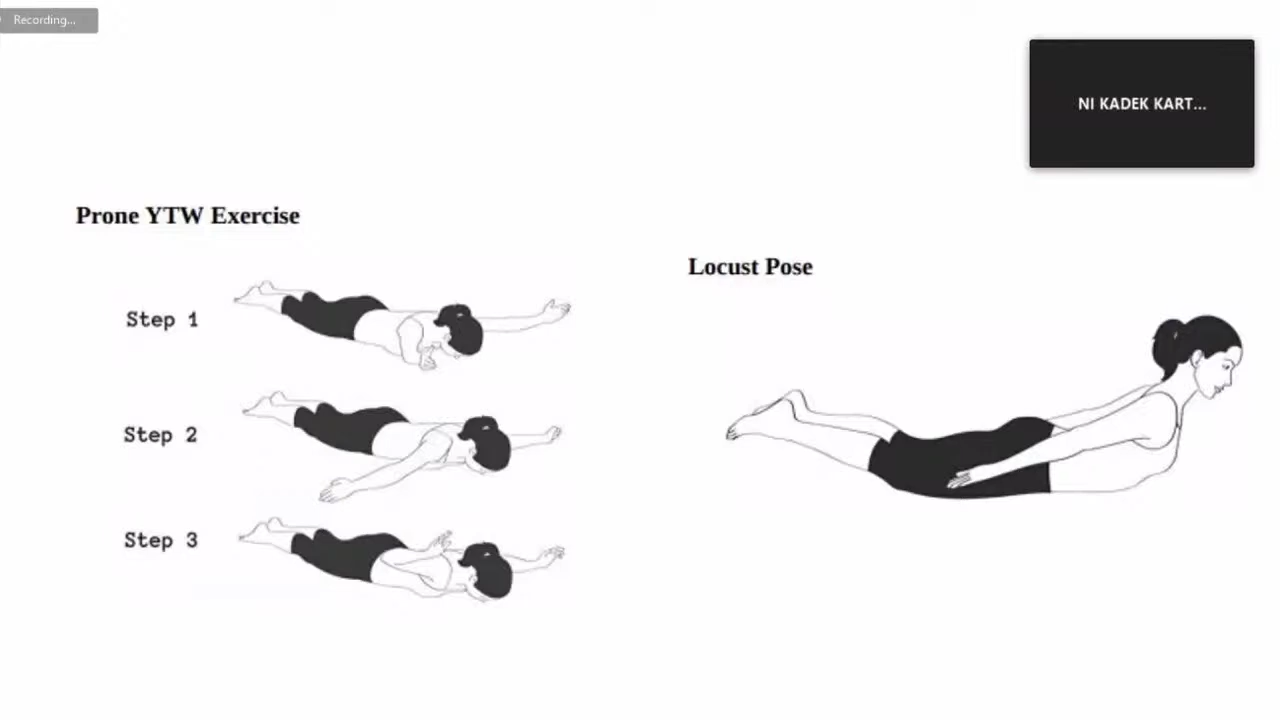 Recording...
NI KADEK KART...
Prone YTW Exercise
Locust Pose
Step 1
Step 2
Step 3